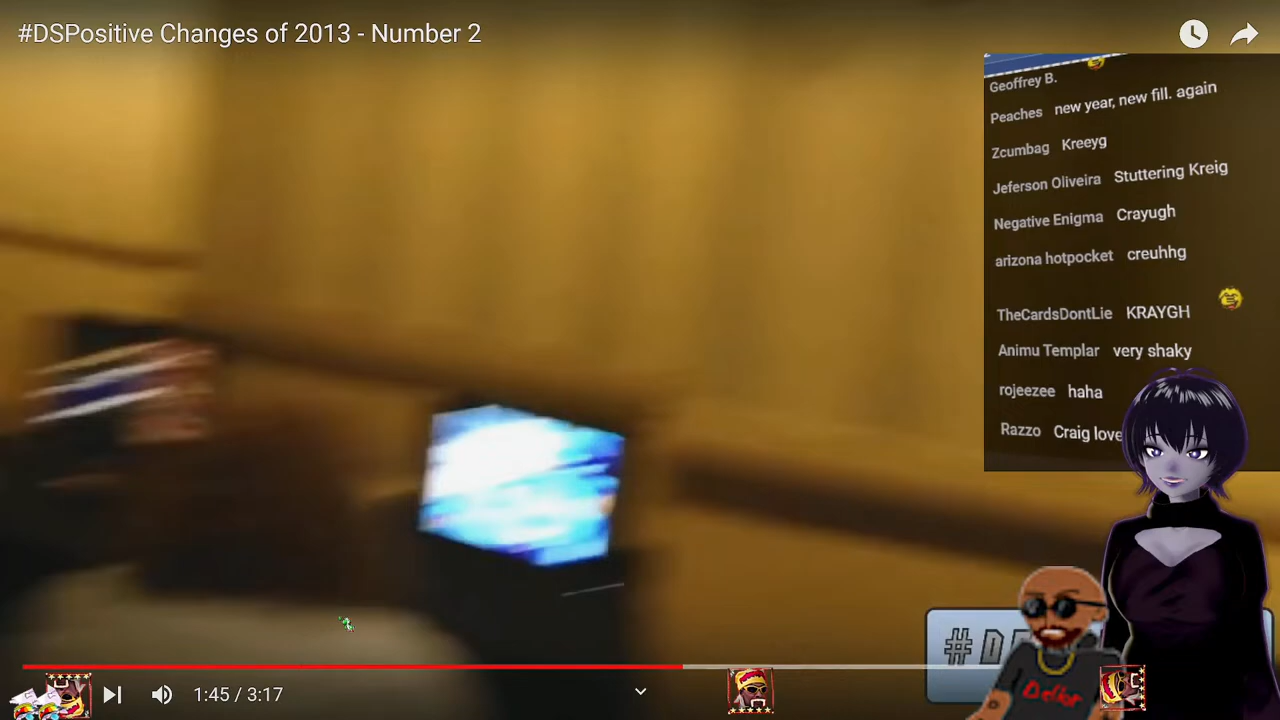 #DSPositive Changes of 2013 - Number 2
Geoffrey B.
Peaches new year, new fill. again
Zcumbag Kreeyg
Jeferson Oliveira Stuttering Kreig
Negative Enigma Crayugh
arizona hotpocket creuhhg
TheCardsDontLie KRAYGH
Animu Templar very shaky
rojeezee haha
Razzo Craig love
1:45 / 3:17